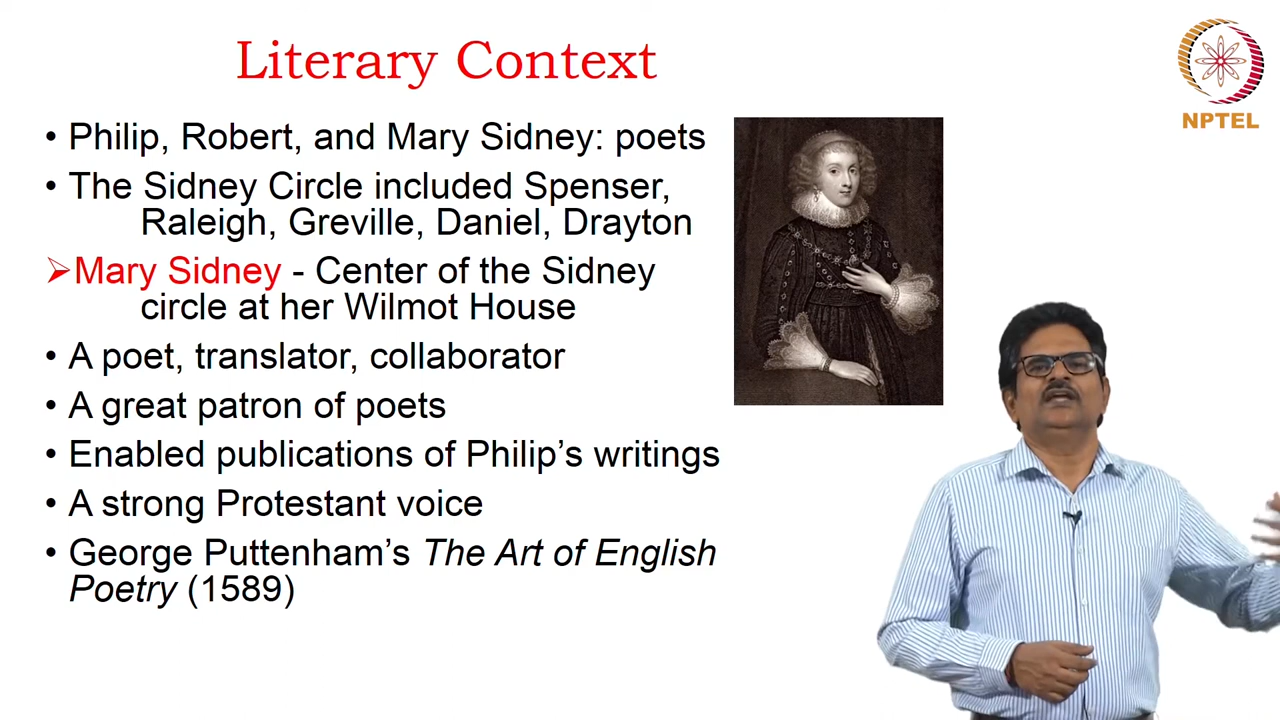 Literary Context
NPTEL
• Philip, Robert, and Mary Sidney: poets
• The Sidney Circle included Spenser,
Raleigh, Greville, Daniel, Drayton
➢Mary Sidney - Center of the Sidney
circle at her Wilmot House
• A poet, translator, collaborator
• A great patron of poets
• Enabled publications of Philip’s writings
• A strong Protestant voice
• George Puttenham’s The Art of English
Poetry (1589)